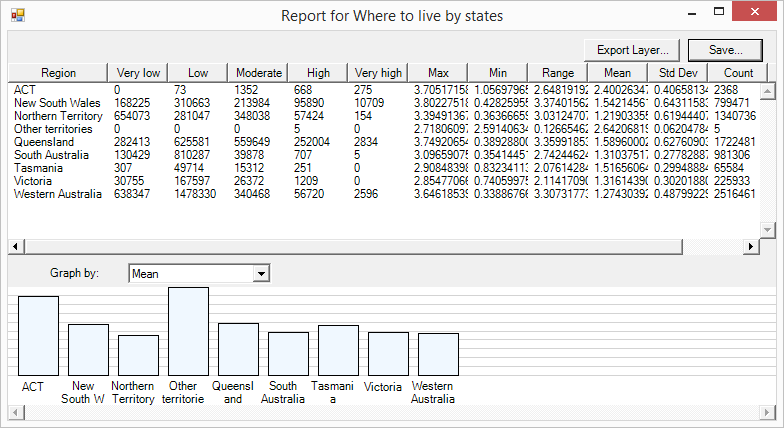 Report for Where to live by states
Export Layer... Save...
Region Very low Low Moderate High Very high Max Min Range Mean Std Dev Count
ACT 0 73 1352 668 275 3.70517158 1.05697965 2.64819192 2.40026347 0.40658134 2368
New South Wales 168225 310663 213984 95890 10709 3.80227518 0.42825955 3.37401562 1.54214561 0.64311583 799471
Northern Territory 654073 281047 348038 57424 154 3.39491367 0.36366659 3.03124707 1.21903355 0.61944407 1340736
Other territories 0 0 0 5 0 2.71806097 2.59140634 0.12665462 2.64206819 0.06204784 5
Queensland 282413 625581 559649 252004 2834 3.74920654 0.38928800 3.35991853 1.58960002 0.62760903 1722481
South Australia 130429 810287 39878 707 5 3.09659075 0.35414451 2.74244624 1.31037517 0.27782887 981306
Tasmania 307 49714 15312 251 0 2.90848398 0.83234113 2.07614284 1.51656064 0.29948884 65584
Victoria 30755 167597 26372 1209 0 2.85477066 0.74059975 2.11417090 1.31614390 0.30201880 225933
Western Australia 638347 1478330 340468 56720 2596 3.64618539 0.33886766 3.30731773 1.27430392 0.48799229 2516461
Graph by: Mean
ACT New Northern Other Queensl South Tasmani Victoria Western
South W Territory territorie and Australia a Australia